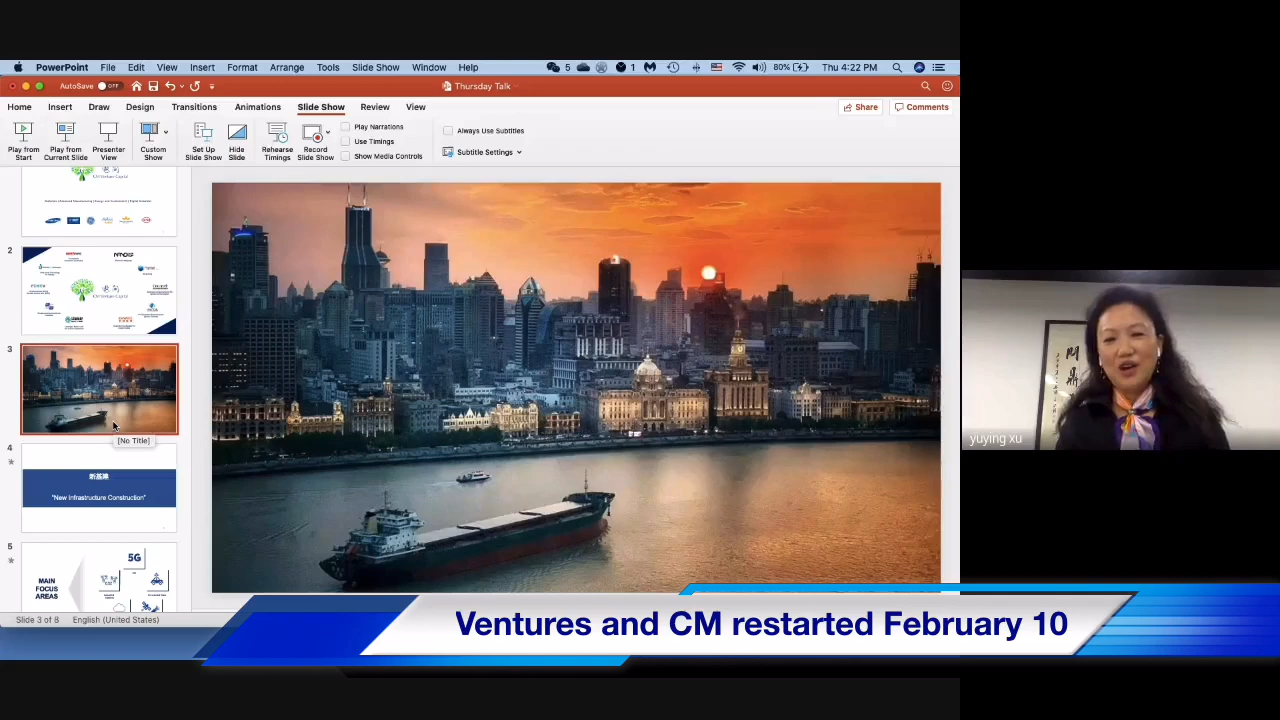 PowerPoint File Edit View Insert Format Arrange Tools Slide Show Window Help 5 1 80% Thu 4:22 PM
AutoSave OFF Thursday Talk
Home Insert Draw Design Transitions Animations Slide Show Review View Share Comments
Play from Start
Play from Current Slide
Presenter View
Custom Show
Set Up Slide Show
Hide Slide
Rehearse Timings
Record Slide Show
Play Narrations
Use Timings
Show Media Controls
Always Use Subtitles
Subtitle Settings
2
3
[No Title]
4
新基建
"New Infrastructure Construction"
5
5G
MAIN
FOCUS
AREAS
yuying xu
Slide 3 of 8 English (United States)
Ventures and CM restarted February 10